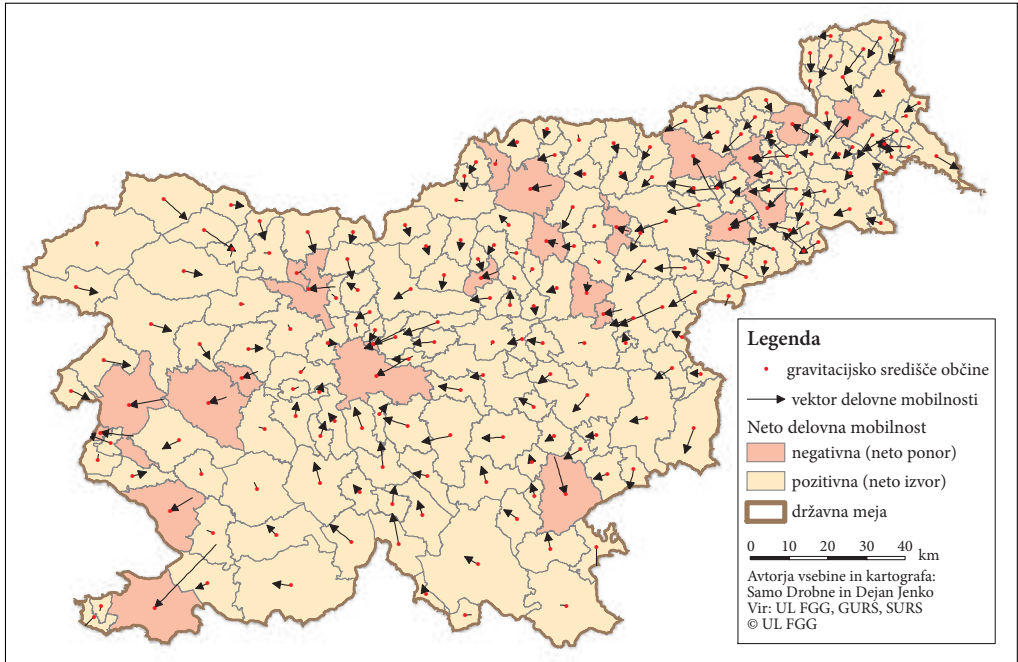 Legenda
gravitacijsko središče občine
vektor delovne mobilnosti
Neto delovna mobilnost
negativna (neto ponor)
pozitivna (neto izvor)
državna meja
0 10 20 30 40
km
Avtorja vsebine in kartografa:
Samo Drobne in Dejan Jenko
Vir: UL FGG, GURS, SURS
© UL FGG